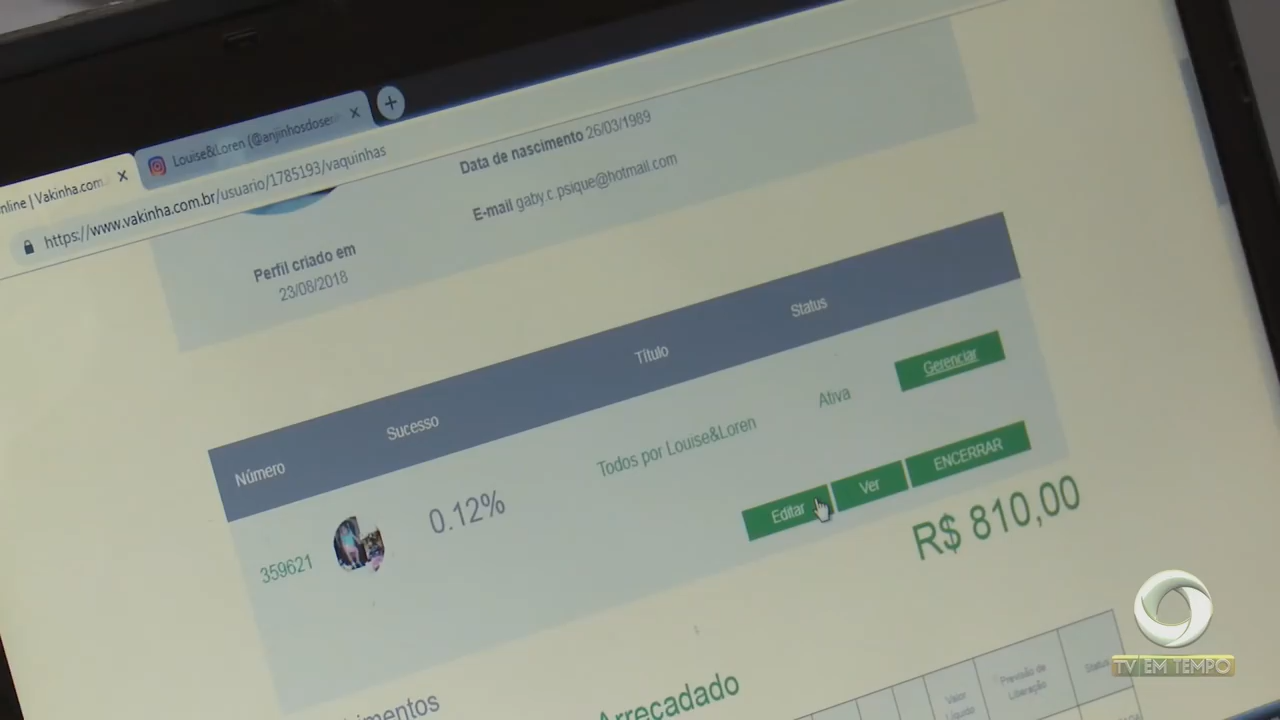 nline | Vakinha.com
Louise&Loren (@anjinhosdose
https://www.vakinha.com.br/usuario/1785193/vaquinhas
Data de nascimento 26/03/1989
E-mail gaby.c.psique@hotmail.com
Perfil criado em
23/08/2018
Número Sucesso Título Status
359621 0.12% Todos por Louise&Loren Ativa Gerenciar
Editar Ver ENCERRAR
R$ 810,00
imentos Arrecadado
Valor Líquido
Previsão de Liberação
Status
TV EM TEMPO